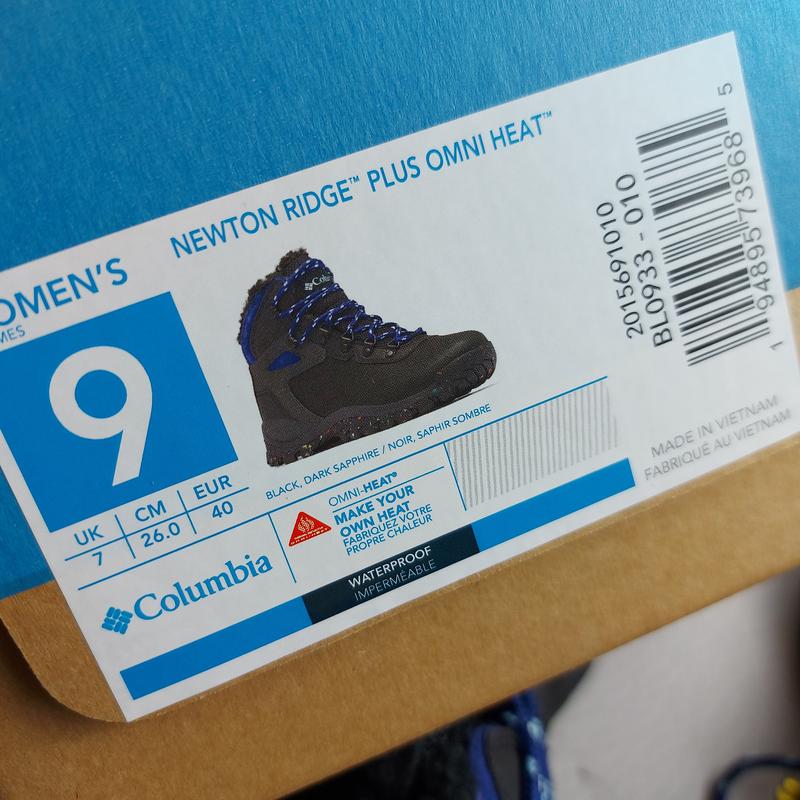 NEWTON RIDGE™ PLUS OMNI HEAT™
OMEN'S
MES
9
UK
7
CM
26.0
EUR
40
Columbia
BLACK, DARK SAPPHIRE / NOIR, SAPHIR SOMBRE
OMNI-HEAT®
MAKE YOUR
OWN HEAT
FABRIQUEZ VOTRE
PROPRE CHALEUR
Columbia
WATERPROOF
IMPERMÉABLE
2015691010
BL0933 - 010
1 94895 73968 5
MADE IN VIETNAM
FABRIQUÉ AU VIETNAM